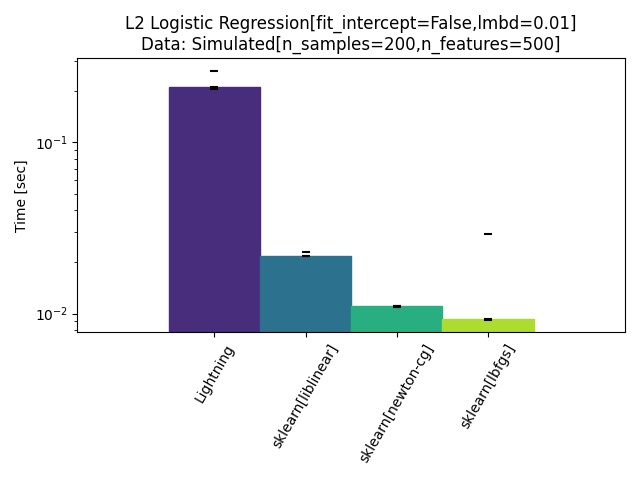 L2 Logistic Regression[fit_intercept=False,lmbd=0.01]
Data: Simulated[n_samples=200,n_features=500]
Time [sec]
10⁻¹
10⁻²
Lightning
sklearn[liblinear]
sklearn[newton-cg]
sklearn[lbfgs]